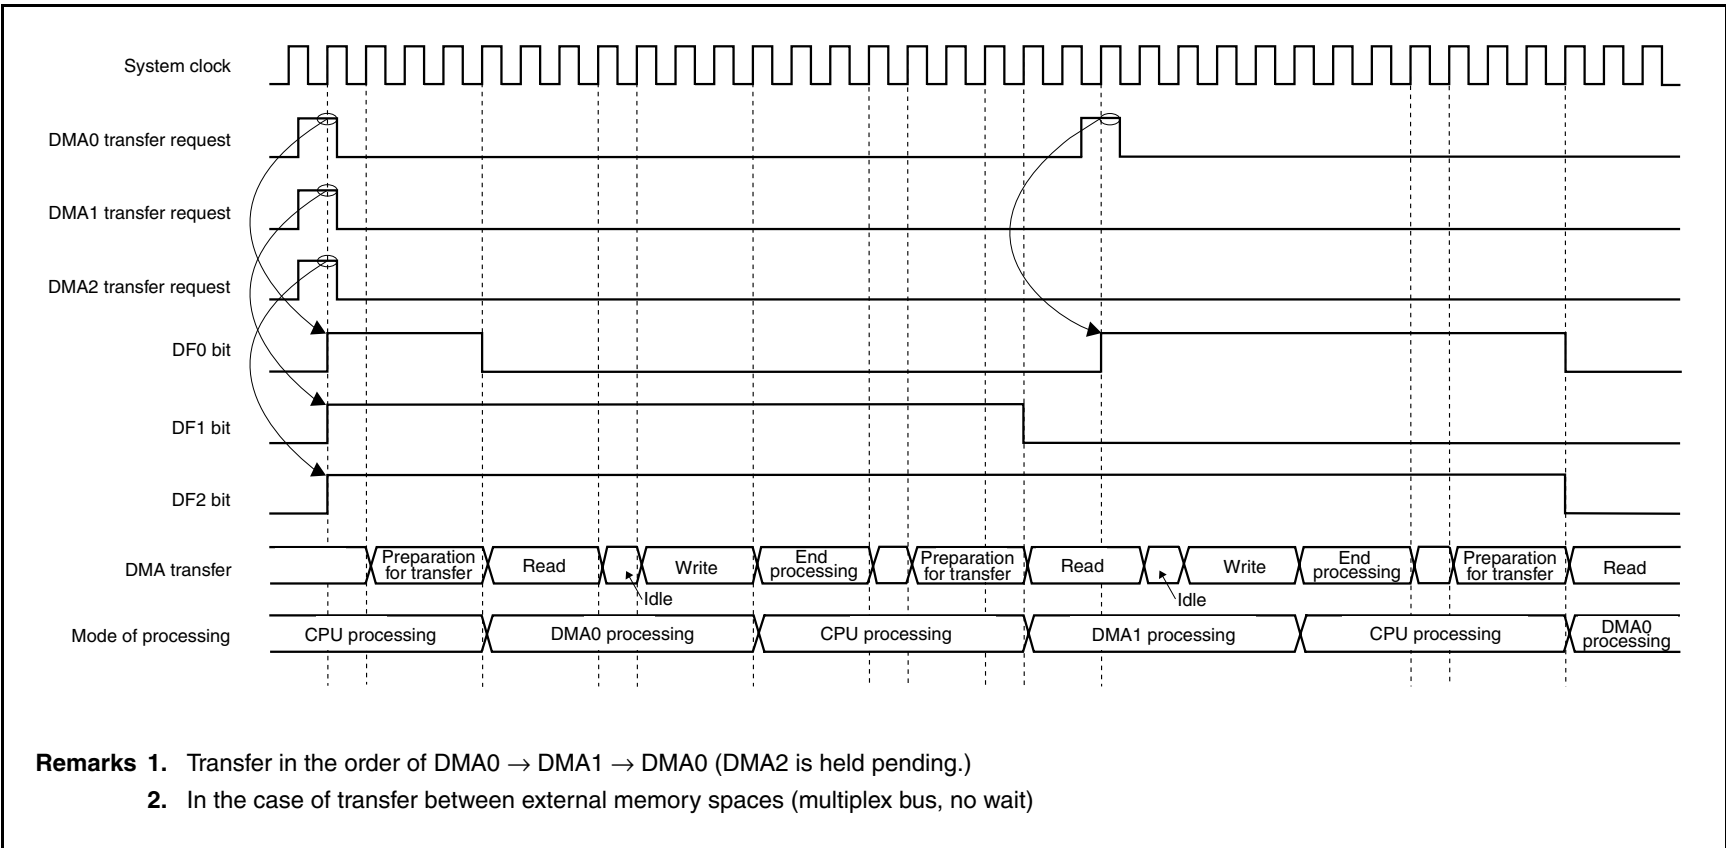 System clock
DMA0 transfer request
DMA1 transfer request
DMA2 transfer request
DF0 bit
DF1 bit
DF2 bit
DMA transfer
Preparation
for transfer
Read
Idle
Write
End
processing
Preparation
for transfer
Read
Idle
Write
End
processing
Preparation
for transfer
Read
Mode of processing
CPU processing
DMA0 processing
CPU processing
DMA1 processing
CPU processing
DMA0
processing
Remarks 1. Transfer in the order of DMA0 → DMA1 → DMA0 (DMA2 is held pending.)
2. In the case of transfer between external memory spaces (multiplex bus, no wait)